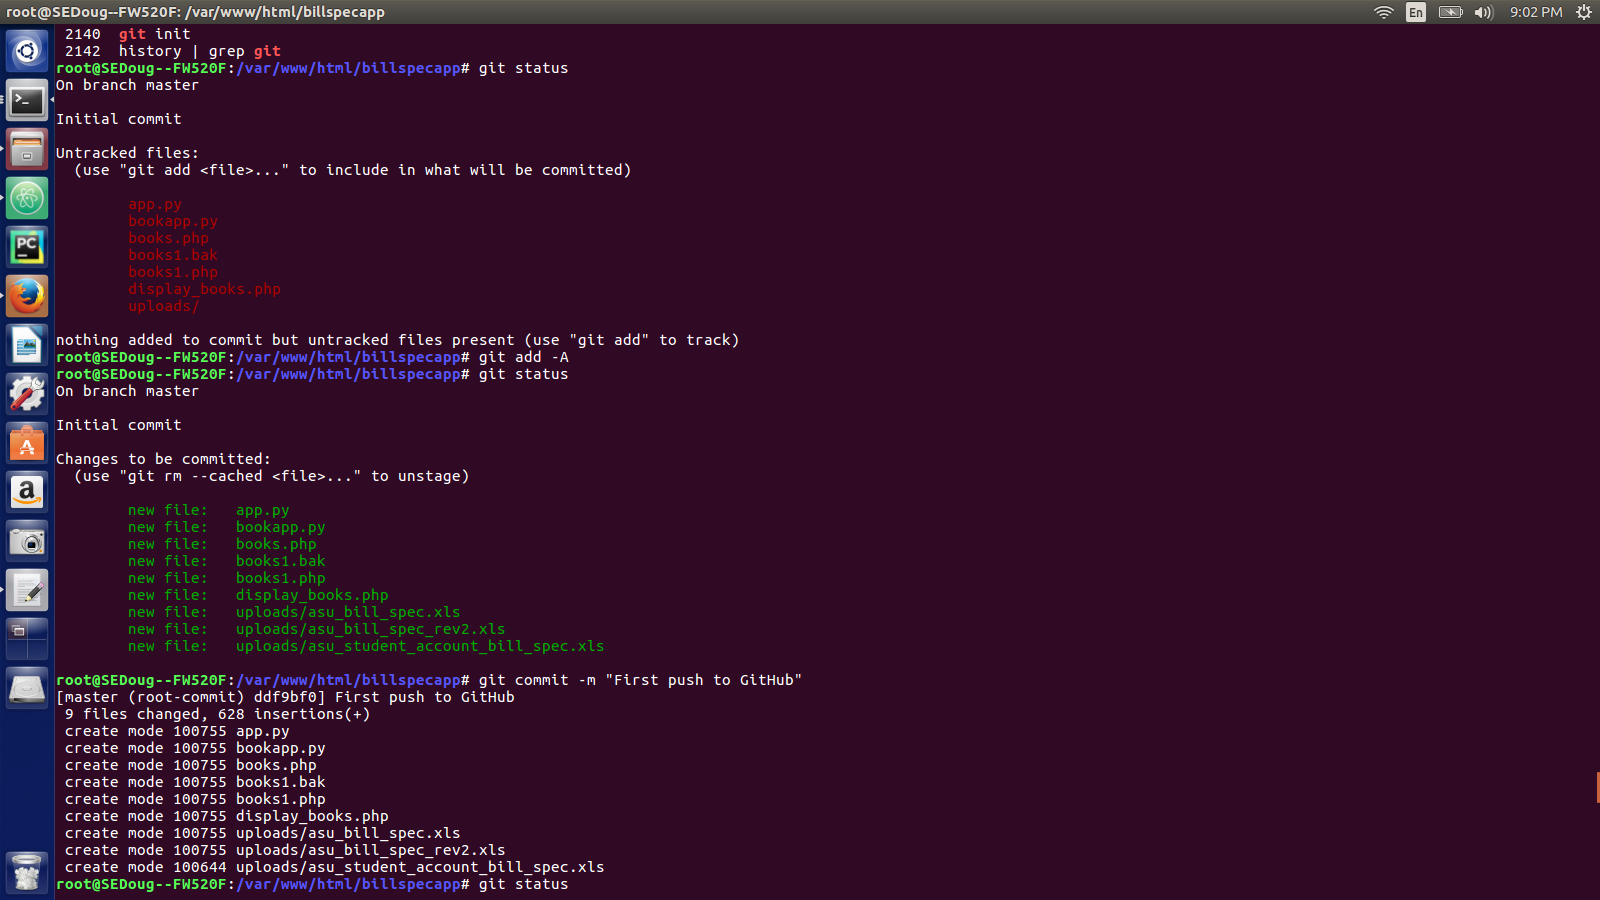 root@SEDoug--FW520F: /var/www/html/billspecapp
En
9:02 PM
2140  git init
2142  history | grep git
root@SEDoug--FW520F:/var/www/html/billspecapp# git status
On branch master
Initial commit
Untracked files:
(use "git add <file>..." to include in what will be committed)
app.py
bookapp.py
books.php
books1.bak
books1.php
display_books.php
uploads/
nothing added to commit but untracked files present (use "git add" to track)
root@SEDoug--FW520F:/var/www/html/billspecapp# git add -A
root@SEDoug--FW520F:/var/www/html/billspecapp# git status
On branch master
Initial commit
Changes to be committed:
(use "git rm --cached <file>..." to unstage)
new file:   app.py
new file:   bookapp.py
new file:   books.php
new file:   books1.bak
new file:   books1.php
new file:   display_books.php
new file:   uploads/asu_bill_spec.xls
new file:   uploads/asu_bill_spec_rev2.xls
new file:   uploads/asu_student_account_bill_spec.xls
root@SEDoug--FW520F:/var/www/html/billspecapp# git commit -m "First push to GitHub"
[master (root-commit) ddf9bf0] First push to GitHub
9 files changed, 628 insertions(+)
create mode 100755 app.py
create mode 100755 bookapp.py
create mode 100755 books.php
create mode 100755 books1.bak
create mode 100755 books1.php
create mode 100755 display_books.php
create mode 100755 uploads/asu_bill_spec.xls
create mode 100755 uploads/asu_bill_spec_rev2.xls
create mode 100644 uploads/asu_student_account_bill_spec.xls
root@SEDoug--FW520F:/var/www/html/billspecapp# git status
>_
PC
A
a